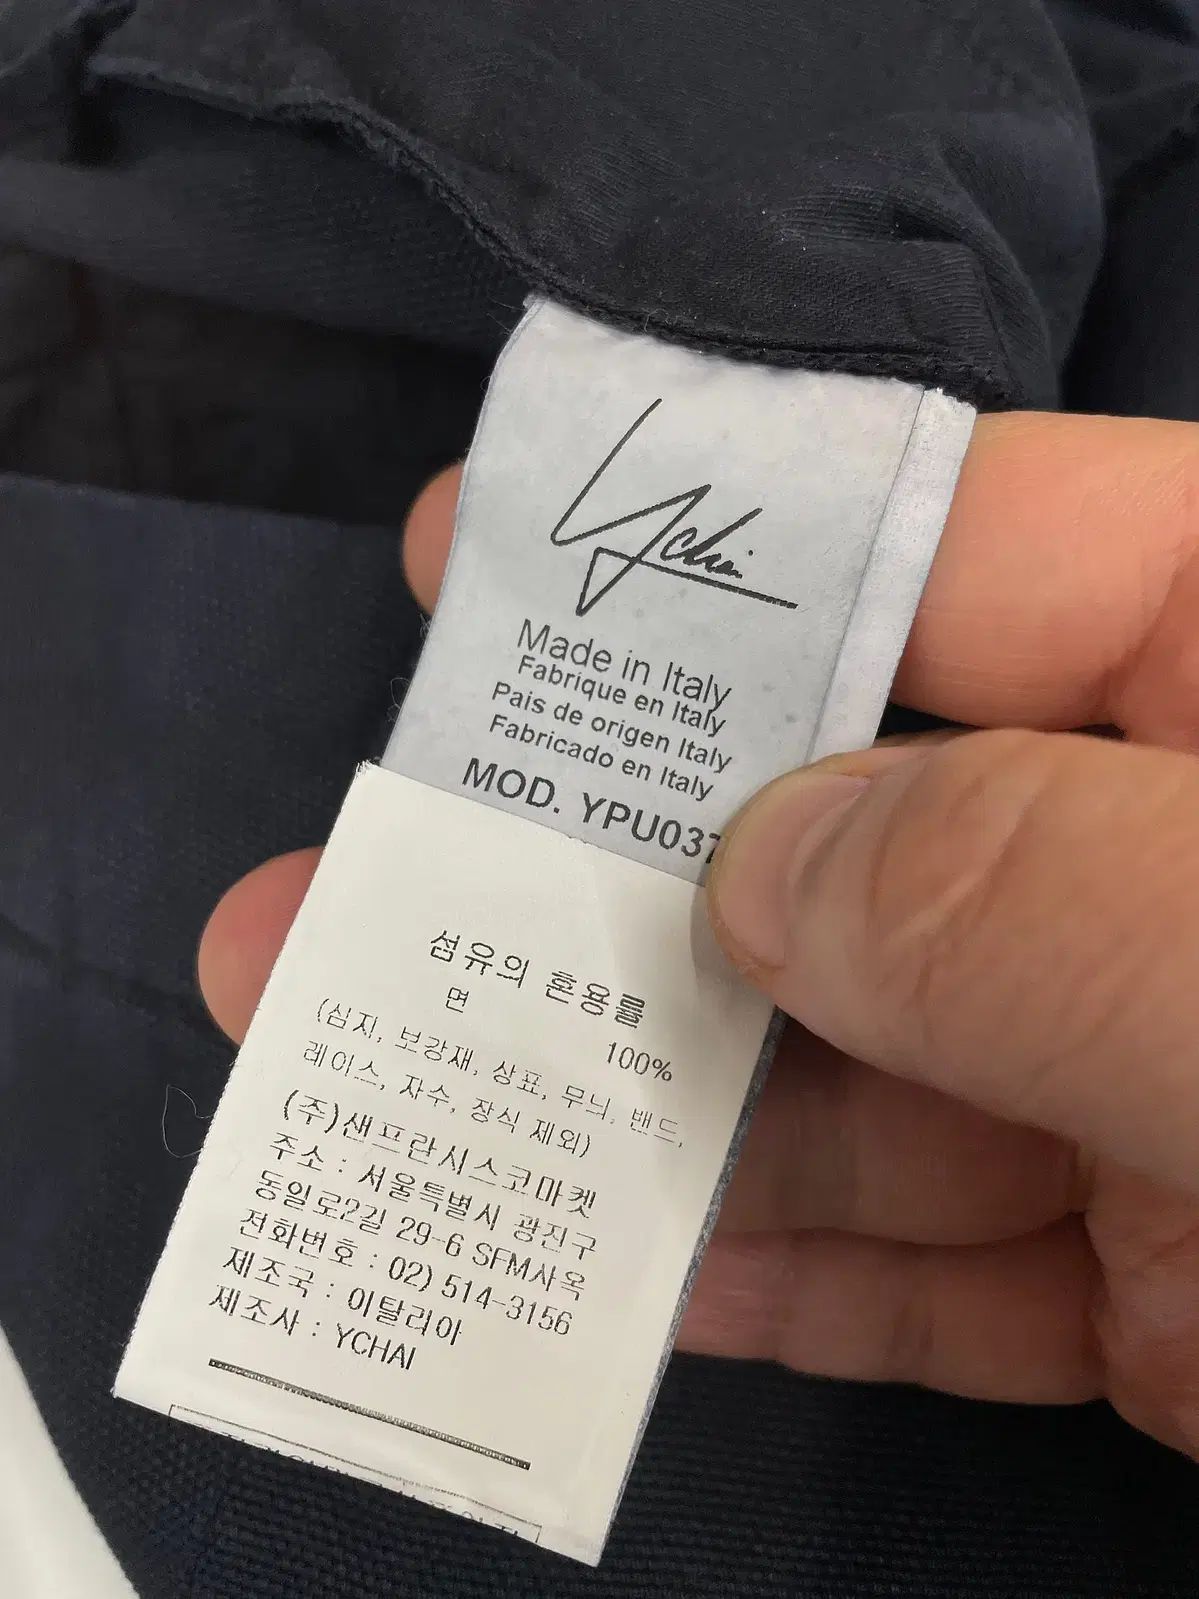 Ychai
Made in Italy
Fabrique en Italy
Pais de origen Italy
Fabricado en Italy
MOD. YPU037
섬유의 혼용률
면
100%
(심지, 보강재, 상표, 무늬, 밴드,
레이스, 자수, 장식 제외)
(주)샌프란시스코마켓
주소 : 서울특별시 광진구
동일로2길 29-6 SFM사옥
전화번호 : 02) 514-3156
제조국 : 이탈리아
제조사 : YCHAI